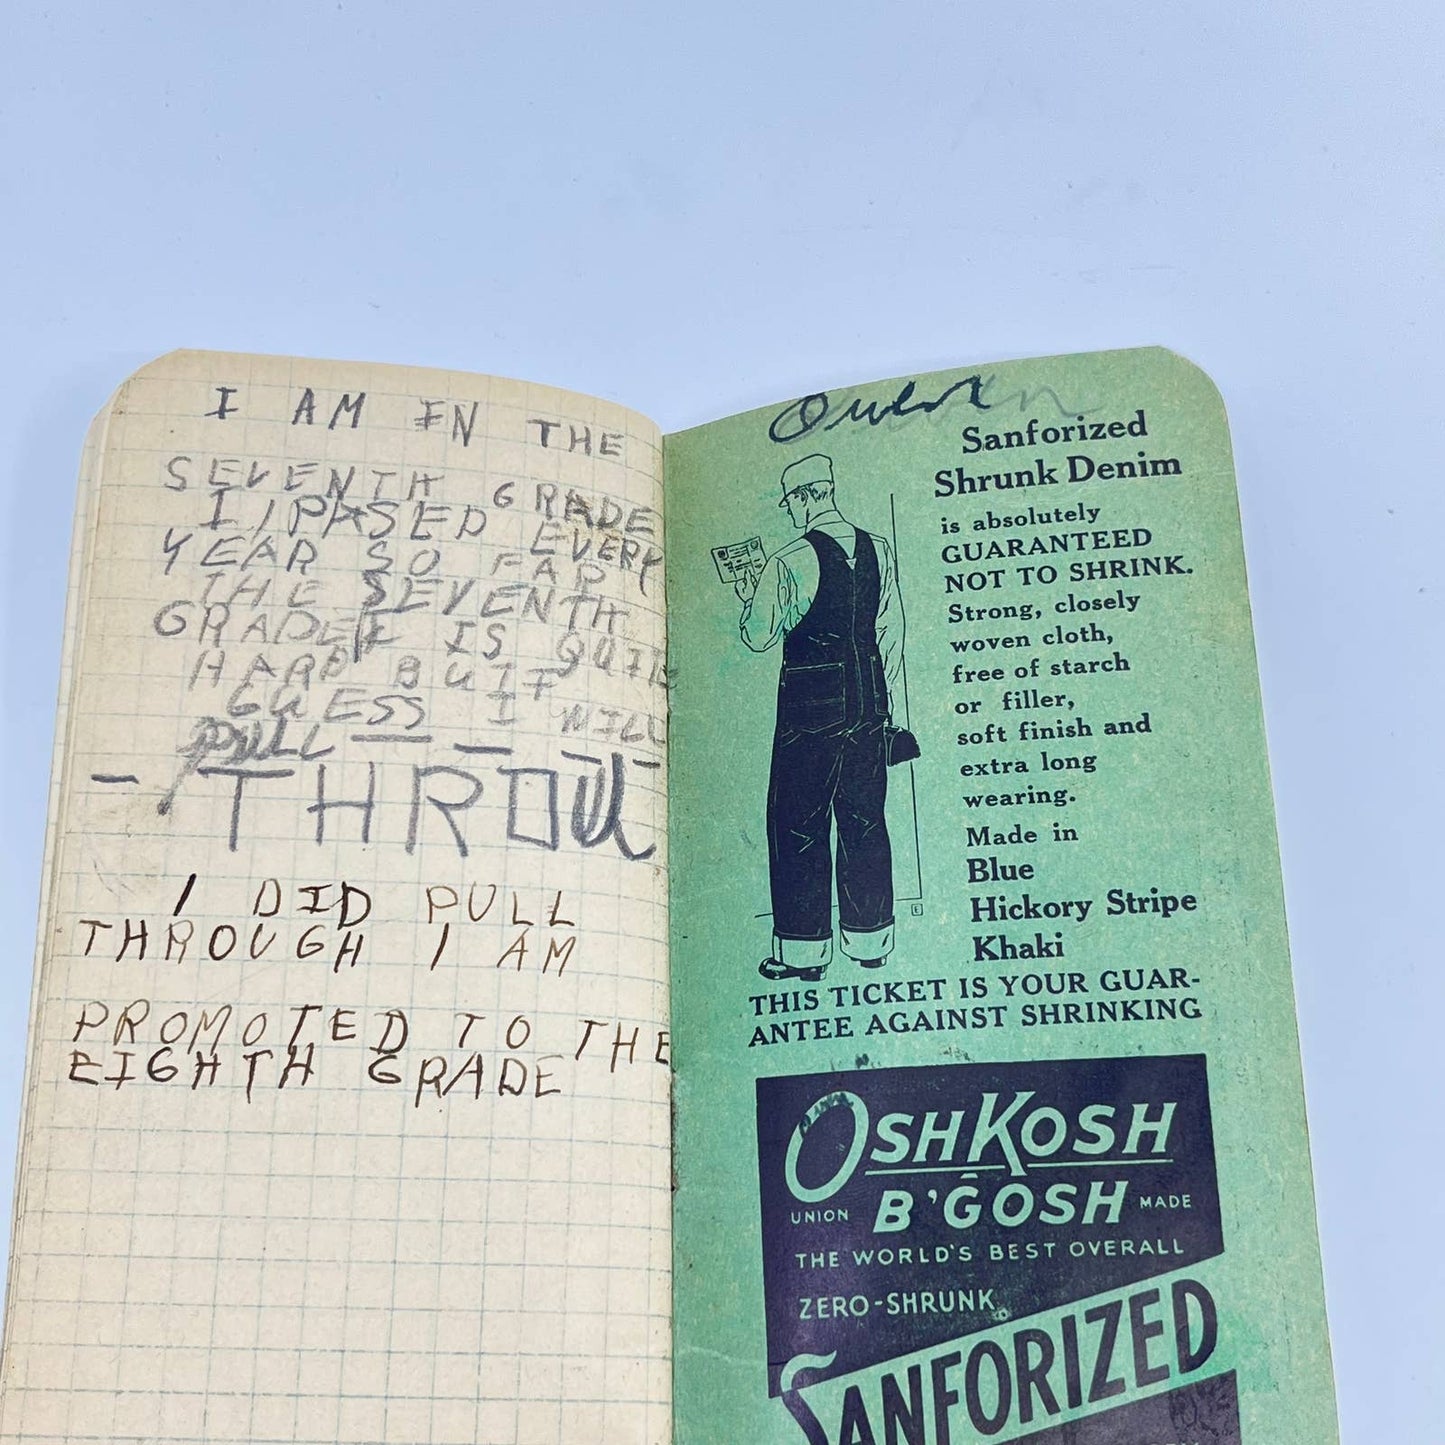 I AM IN THE
SEVENTH GRADE
I PASED EVERY
YEAR SO FAR
THE SEVENTH
GRADE IS QUITE
HARD BUT I
GUESS I WILL
PULL
- THROU
I DID PULL
THROUGH I AM
PROMOTED TO THE
EIGHTH GRADE
Owen
Sanforized
Shrunk Denim
is absolutely
GUARANTEED
NOT TO SHRINK.
Strong, closely
woven cloth,
free of starch
or filler,
soft finish and
extra long
wearing.
Made in
Blue
Hickory Stripe
Khaki
E
THIS TICKET IS YOUR GUAR-
ANTEE AGAINST SHRINKING
OSHKOSH
UNION B'GOSH MADE
THE WORLD'S BEST OVERALL
ZERO-SHRUNK
SANFORIZED